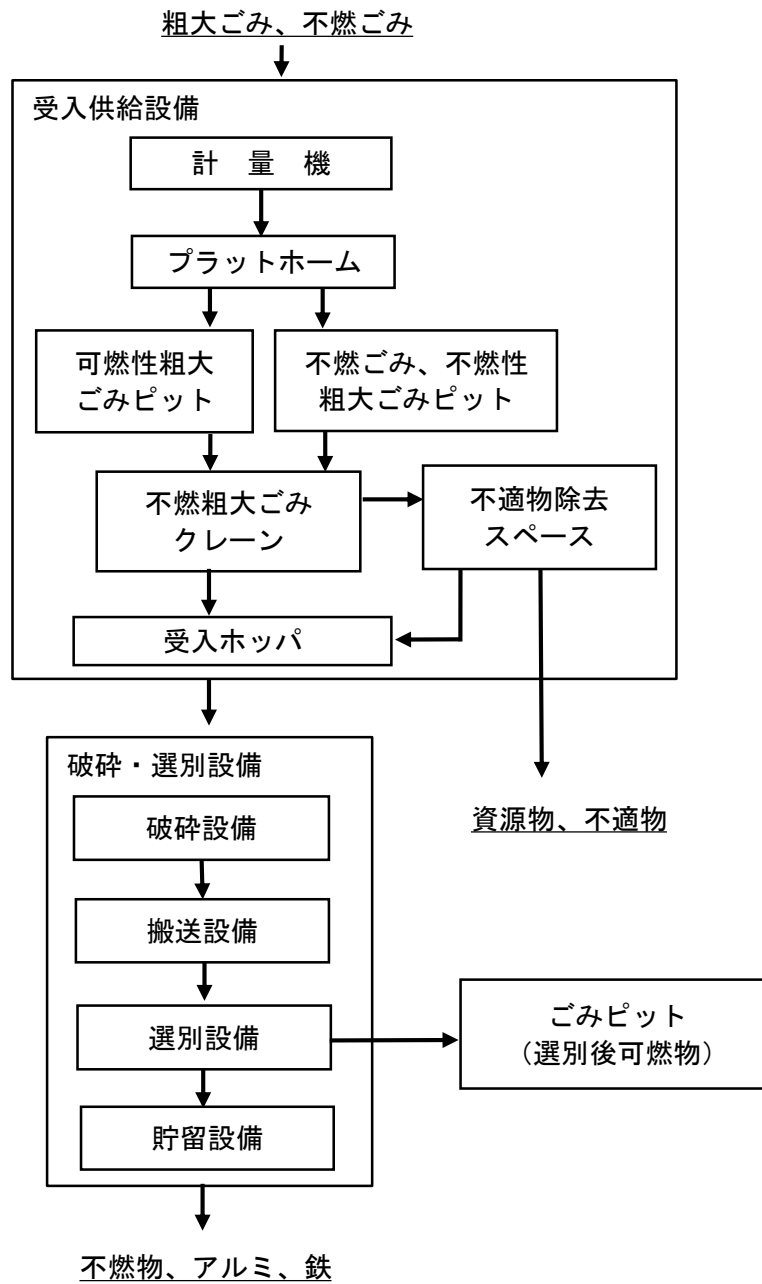 粗大ごみ、不燃ごみ
受入供給設備
計　量　機
プラットホーム
可燃性粗大
ごみピット
不燃ごみ、不燃性
粗大ごみピット
不燃粗大ごみ
クレーン
不適物除去
スペース
受入ホッパ
破砕・選別設備
資源物、不適物
破砕設備
搬送設備
選別設備
ごみピット
（選別後可燃物）
貯留設備
不燃物、アルミ、鉄